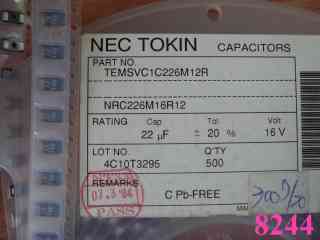 NEC TOKIN CAPACITORS
PART NO
TEMSVC1C226M12R
NRC226M16R12
RATING Cap Tol. Volt
22 µF ± 20 % 16 V
LOT NO. Q'TY
4C10T3295 500
REMARKS
C Pb-FREE
PASS
8244